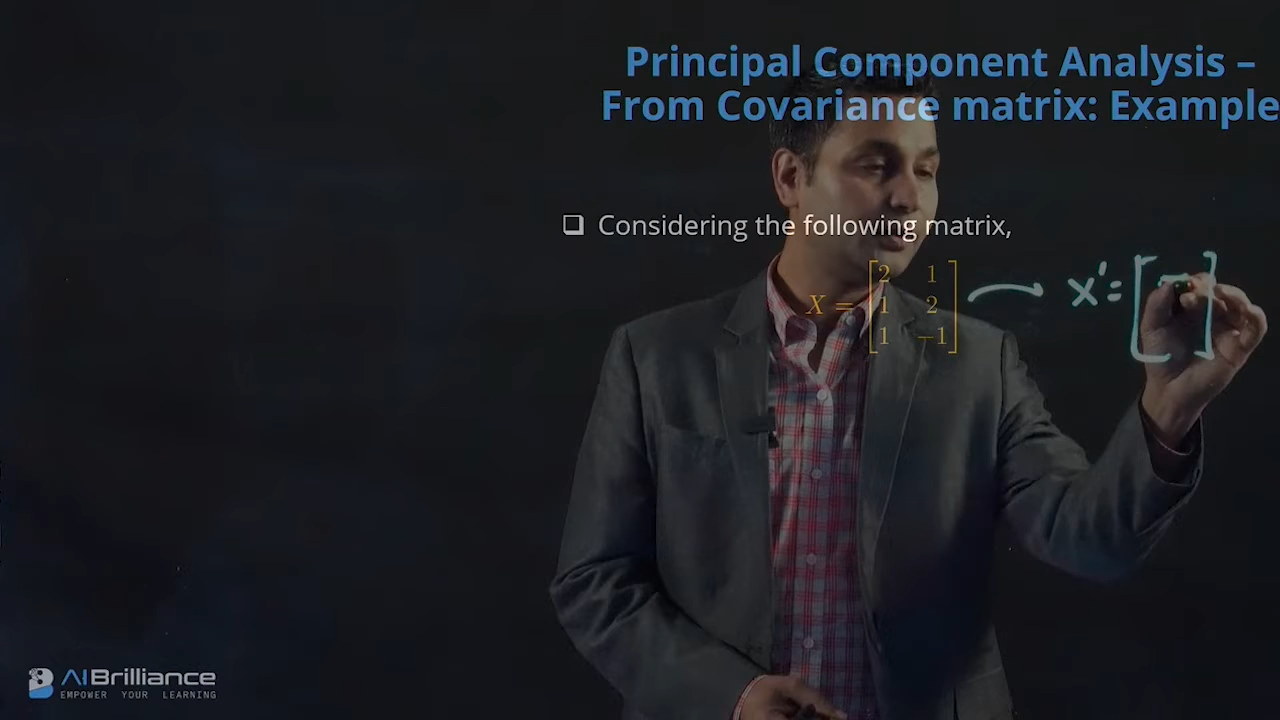 Principal Component Analysis –
From Covariance matrix: Example
❑ Considering the following matrix,
X = [2 1
1 2
1 −1]
x' = [ ]
AIBrilliance
EMPOWER YOUR LEARNING